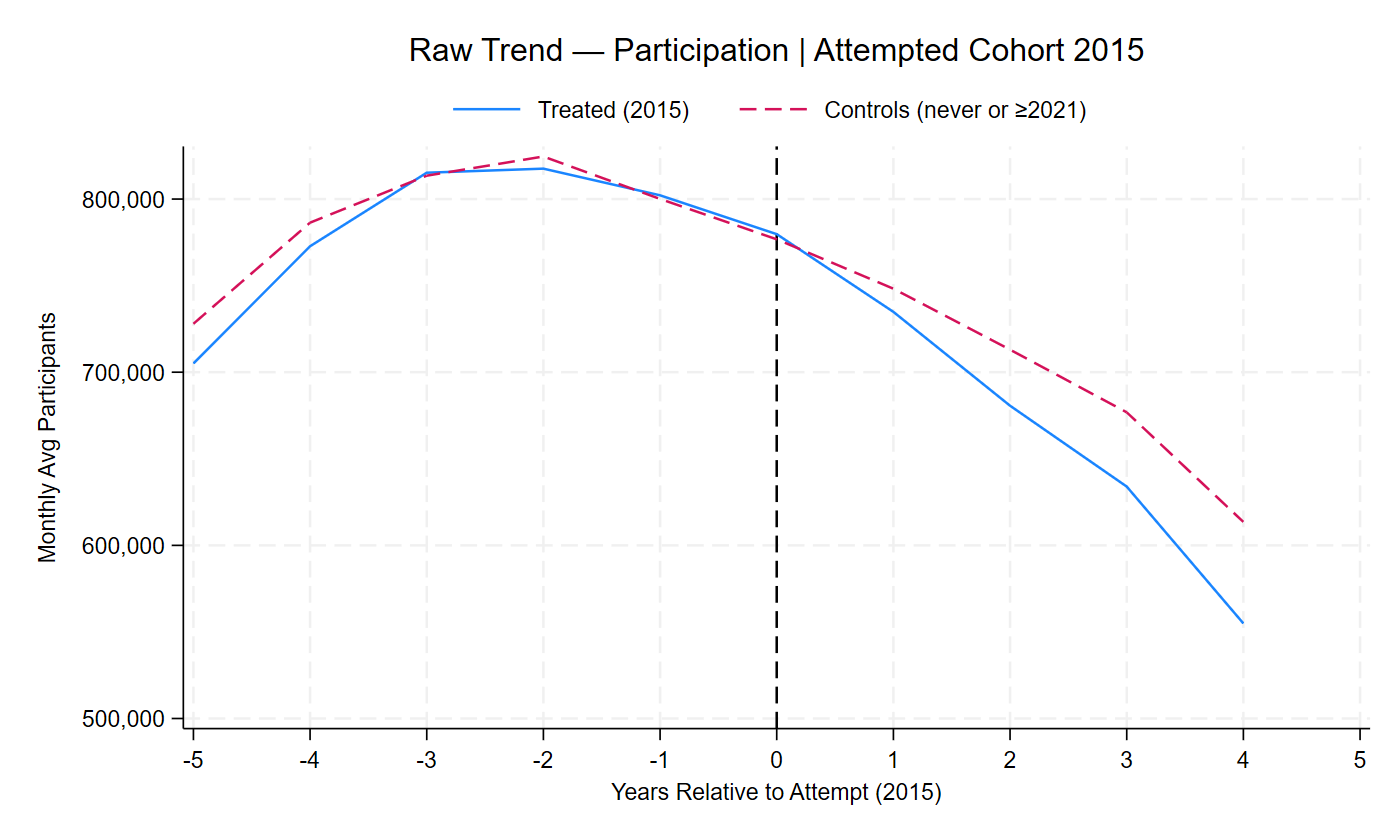 Raw Trend — Participation | Attempted Cohort 2015
Treated (2015) Controls (never or ≥2021)
Monthly Avg Participants
800,000
700,000
600,000
500,000
-5 -4 -3 -2 -1 0 1 2 3 4 5
Years Relative to Attempt (2015)